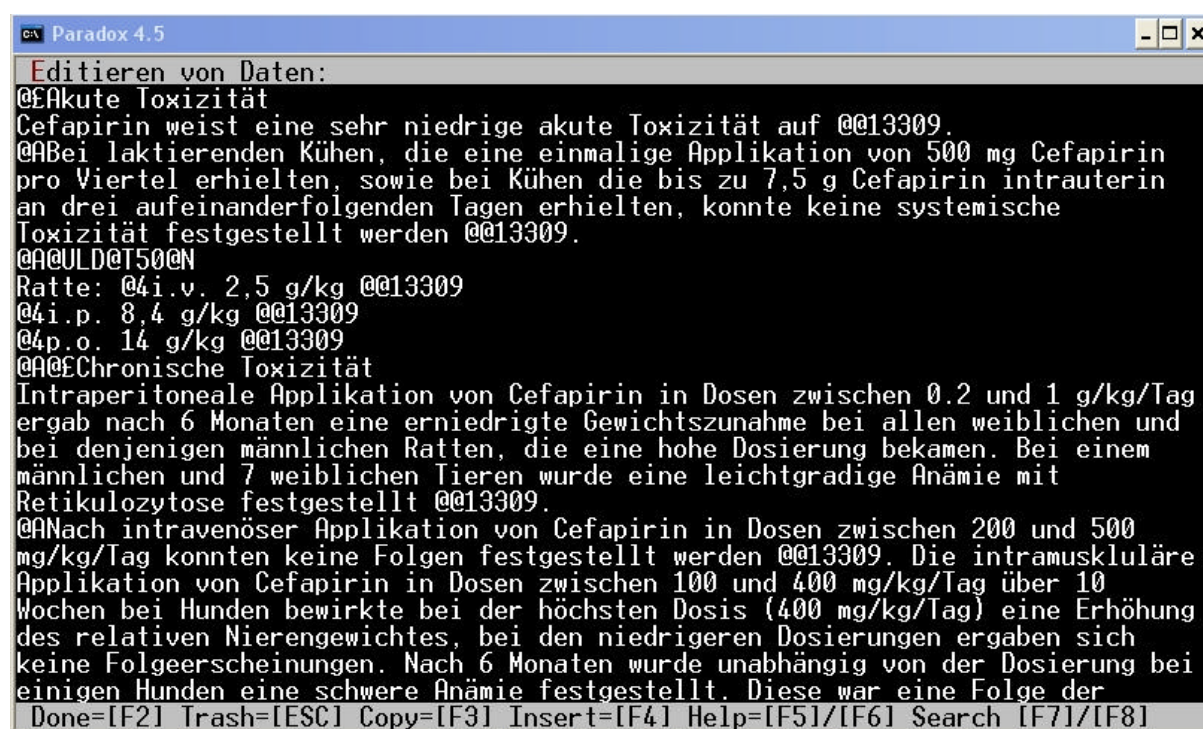 Paradox 4.5
Editieren von Daten:
@£Akute Toxizität
Cefapirin weist eine sehr niedrige akute Toxizität auf @@13309.
@ABei laktierenden Kühen, die eine einmalige Applikation von 500 mg Cefapirin
pro Viertel erhielten, sowie bei Kühen die bis zu 7,5 g Cefapirin intrauterin
an drei aufeinanderfolgenden Tagen erhielten, konnte keine systemische
Toxizität festgestellt werden @@13309.
@A@ULD@T50@N
Ratte: @4i.v. 2,5 g/kg @@13309
@4i.p. 8,4 g/kg @@13309
@4p.o. 14 g/kg @@13309
@A@£Chronische Toxizität
Intraperitoneale Applikation von Cefapirin in Dosen zwischen 0.2 und 1 g/kg/Tag
ergab nach 6 Monaten eine erniedrigte Gewichtszunahme bei allen weiblichen und
bei denjenigen männlichen Ratten, die eine hohe Dosierung bekamen. Bei einem
männlichen und 7 weiblichen Tieren wurde eine leichtgradige Anämie mit
Retikulozytose festgestellt @@13309.
@ANach intravenöser Applikation von Cefapirin in Dosen zwischen 200 und 500
mg/kg/Tag konnten keine Folgen festgestellt werden @@13309. Die intramuskluläre
Applikation von Cefapirin in Dosen zwischen 100 und 400 mg/kg/Tag über 10
Wochen bei Hunden bewirkte bei der höchsten Dosis (400 mg/kg/Tag) eine Erhöhung
des relativen Nierengewichtes, bei den niedrigeren Dosierungen ergaben sich
keine Folgeerscheinungen. Nach 6 Monaten wurde unabhängig von der Dosierung bei
einigen Hunden eine schwere Anämie festgestellt. Diese war eine Folge der
Done=[F2] Trash=[ESC] Copy=[F3] Insert=[F4] Help=[F5]/[F6] Search [F7]/[F8]